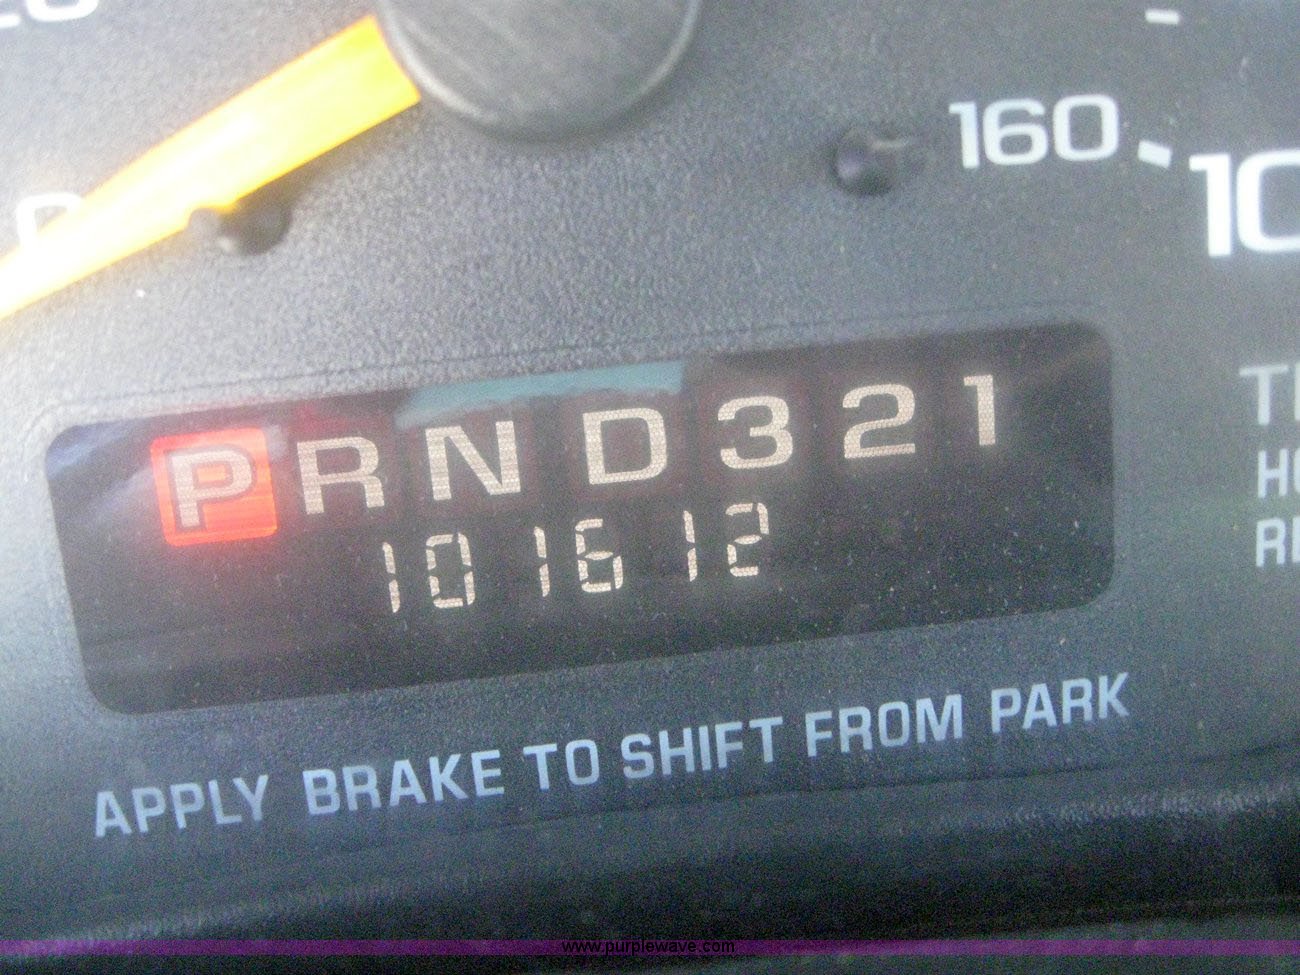 160
PRND321
101612
APPLY BRAKE TO SHIFT FROM PARK
www.purplewave.com